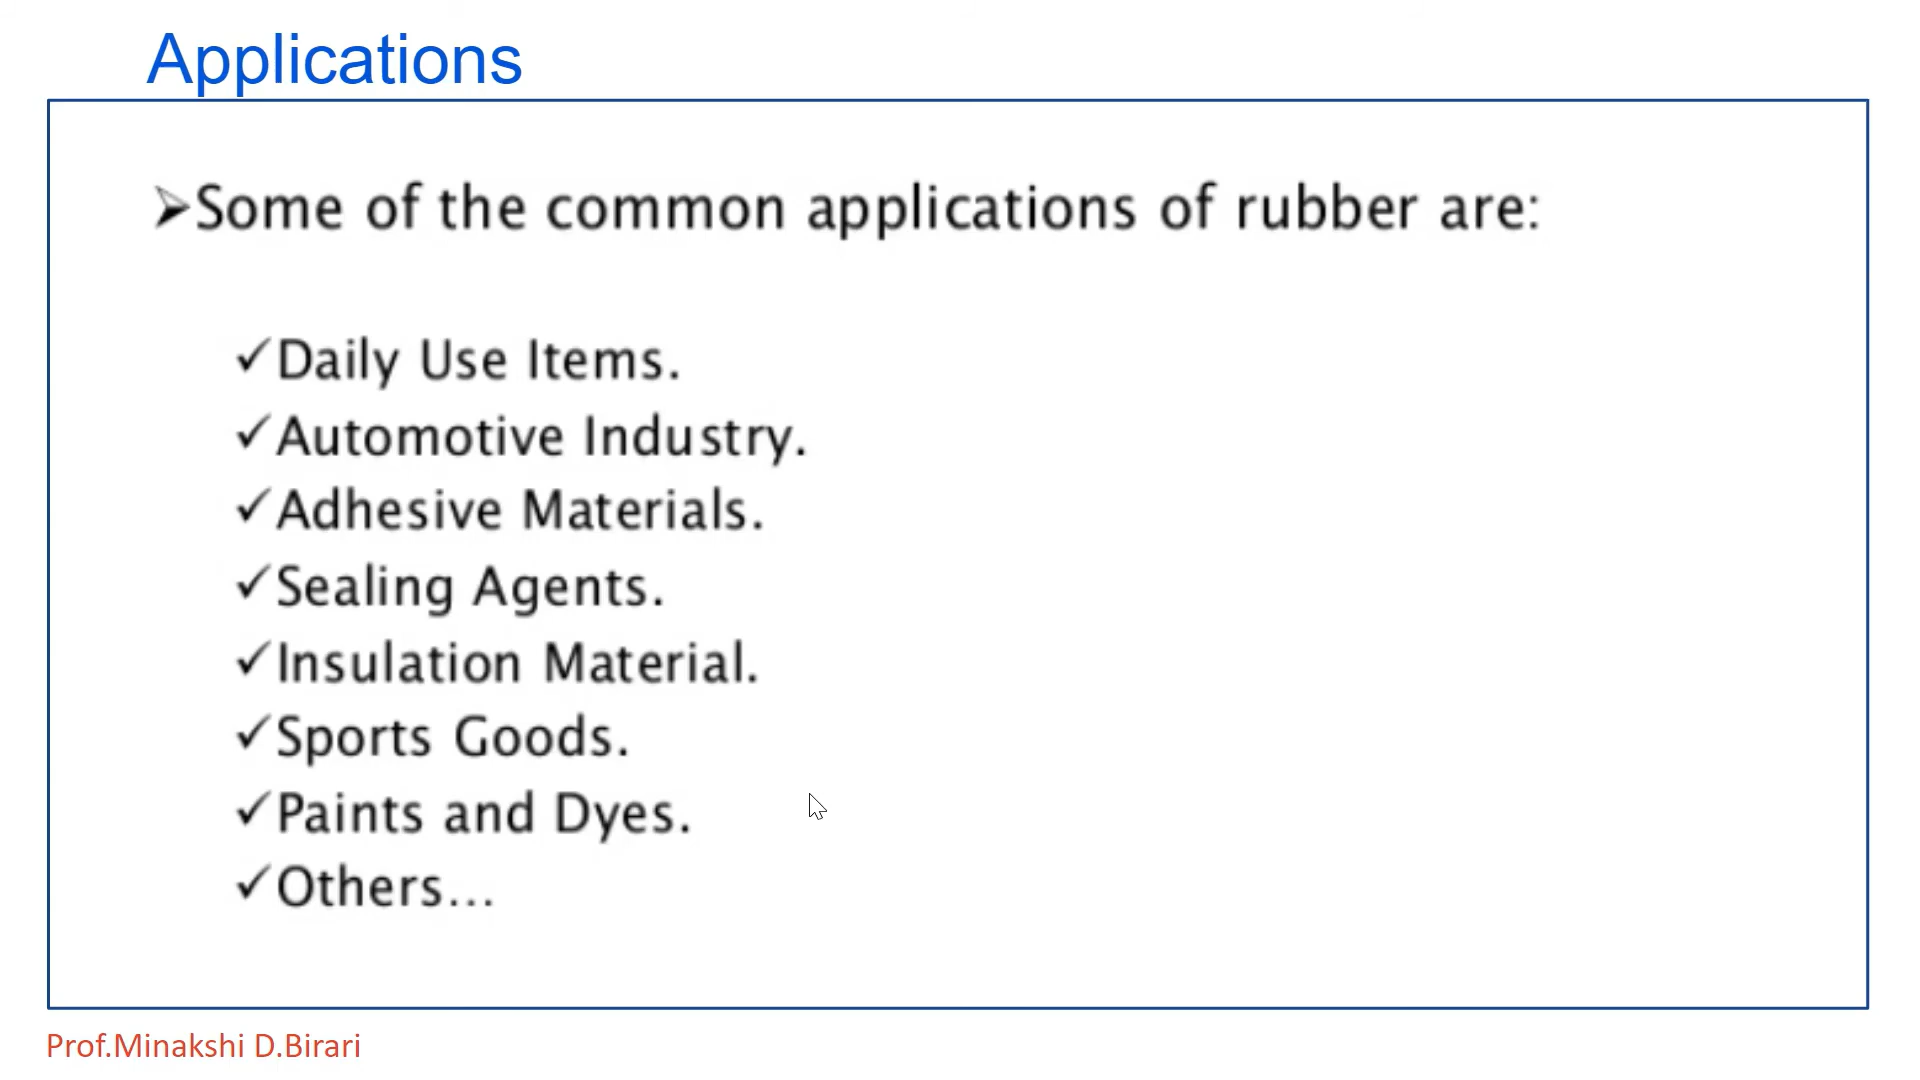 Applications
➢Some of the common applications of rubber are:
✓Daily Use Items.
✓Automotive Industry.
✓Adhesive Materials.
✓Sealing Agents.
✓Insulation Material.
✓Sports Goods.
✓Paints and Dyes.
✓Others...
Prof.Minakshi D.Birari